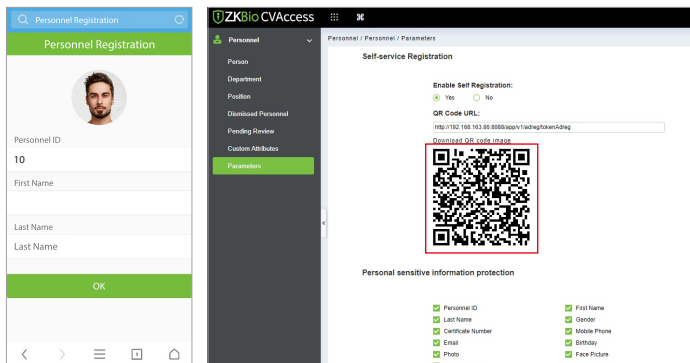 Personnel Registration
Personnel Registration
Personnel ID
10
First Name
Last Name
Last Name
OK
1
ZKBio CVAccess
Personnel
Person
Department
Position
Dismissed Personnel
Pending Review
Custom Attributes
Parameters
Personnel / Personnel / Parameters
Self-service Registration
Enable Self Registration:
Yes No
QR Code URL:
http://192.168.163.86:8088/app/v1/adreg/tokenAdreg
Download QR code image
Personal sensitive information protection
Personnel ID First Name
Last Name Gender
Certificate Number Mobile Phone
Email Birthday
Photo Face Picture